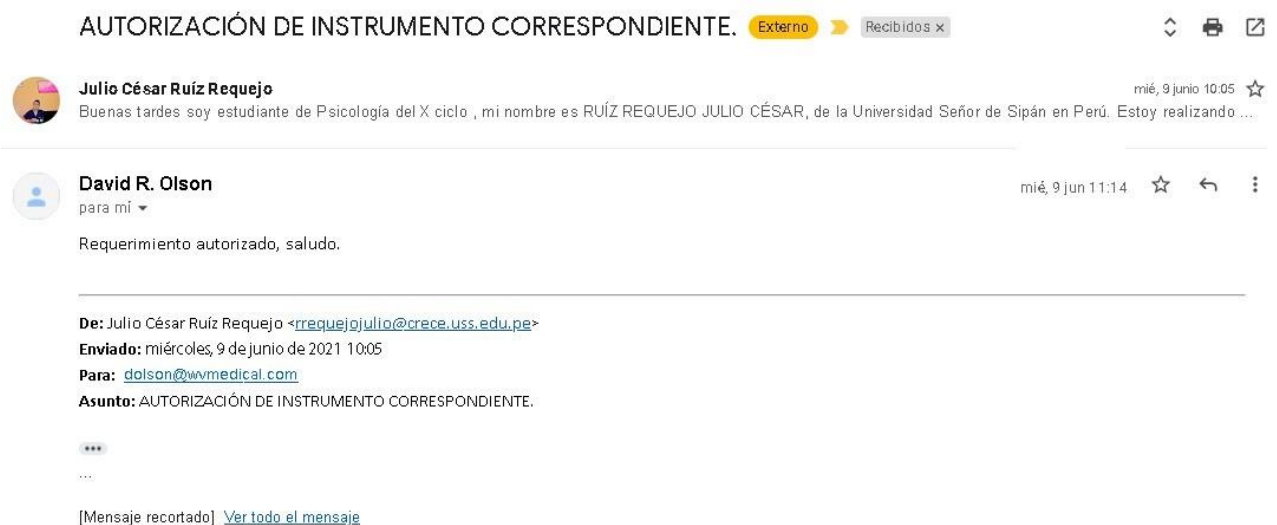 AUTORIZACIÓN DE INSTRUMENTO CORRESPONDIENTE. Externo Recibidos x
Julio César Ruíz Requejo mié, 9 junio 10:05
Buenas tardes soy estudiante de Psicología del X ciclo , mi nombre es RUÍZ REQUEJO JULIO CÉSAR, de la Universidad Señor de Sipán en Perú. Estoy realizando ...
David R. Olson mié, 9 jun 11:14
para mí
Requerimiento autorizado, saludo.
De: Julio César Ruíz Requejo <rrequejojulio@crece.uss.edu.pe>
Enviado: miércoles, 9 de junio de 2021 10:05
Para: dolson@wvmedical.com
Asunto: AUTORIZACIÓN DE INSTRUMENTO CORRESPONDIENTE.
•••
...
[Mensaje recortado] Ver todo el mensaje